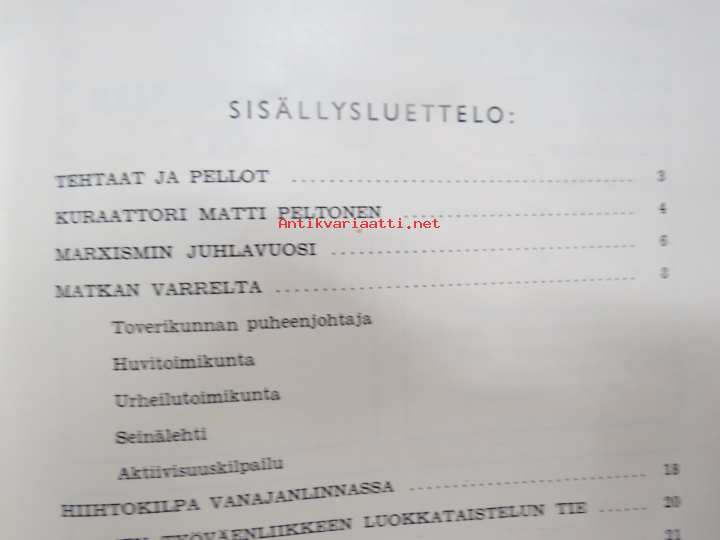 SISÄLLYSLUETTELO:
TEHTAAT JA PELLOT ........................................ 3
KURAATTORI MATTI PELTONEN ........................... 4
Antikvariaatti.net
MARXISMIN JUHLAVUOSI ................................... 6
MATKAN VARRELTA .......................................... 8
Toverikunnan puheenjohtaja
Huvitoimikunta
Urheilutoimikunta
Seinälehti
Aktiivisuuskilpailu
HIIHTOKILPA VANAJANLINNASSA ........................ 18
TYÖVÄENLIIKKEEN LUOKKATAISTELUN TIE ...... 20
21